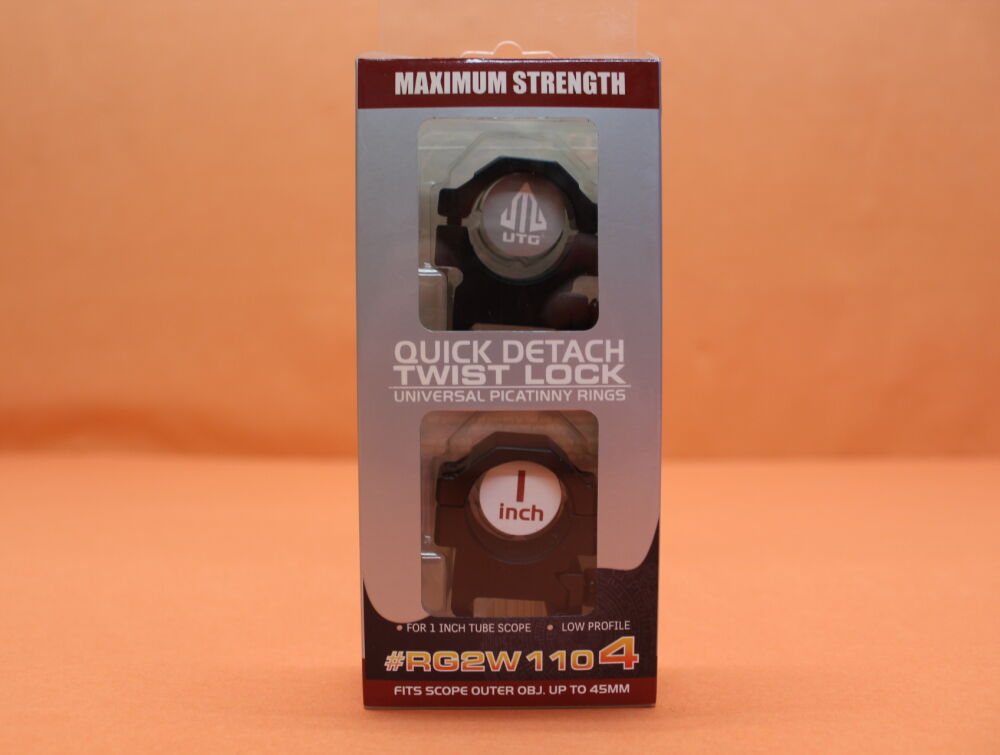 MAXIMUM STRENGTH
UTG
QUICK DETACH
TWIST LOCK
UNIVERSAL PICATINNY RINGS
1
inch
• FOR 1 INCH TUBE SCOPE • LOW PROFILE
#RG2W1104
FITS SCOPE OUTER OBJ. UP TO 45MM